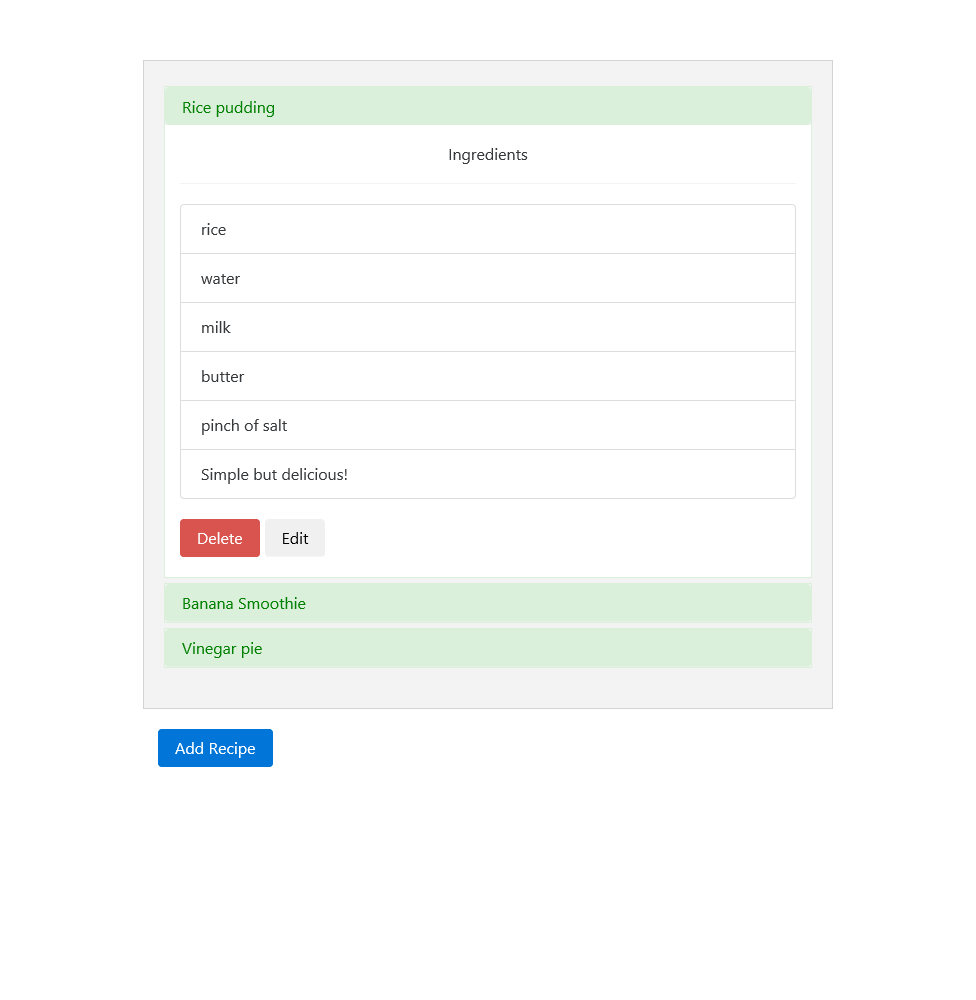 Rice pudding
Ingredients
rice
water
milk
butter
pinch of salt
Simple but delicious!
Delete Edit
Banana Smoothie
Vinegar pie
Add Recipe